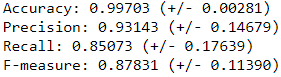 Accuracy: 0.99703 (+/- 0.00281)
Precision: 0.93143 (+/- 0.14679)
Recall: 0.85073 (+/- 0.17639)
F-measure: 0.87831 (+/- 0.11390)